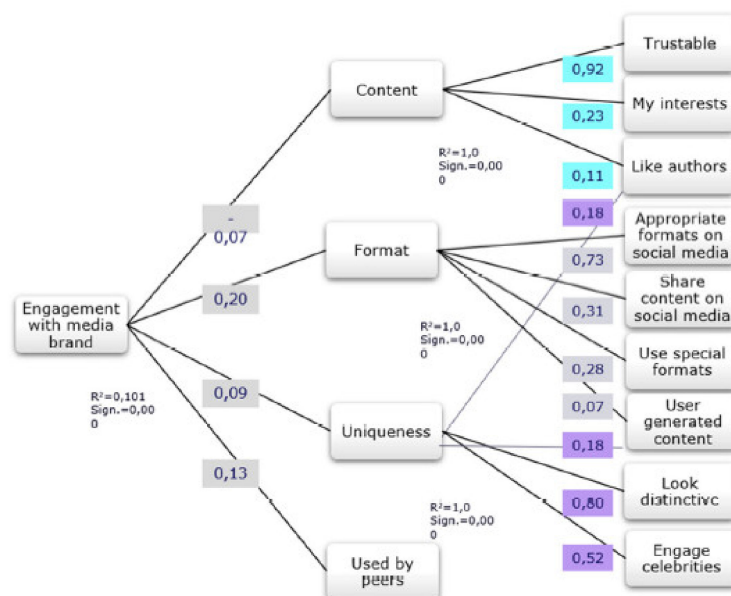 Trustable
0,92
Content
My interests
0,23
R²=1,0
Sign.=0,00
0
Like authors
0,11
0,18
-
0,07
Appropriate
formats on
social media
Format
0,73
Share
content on
social media
0,20
0,31
Engagement
with media
brand
R²=1,0
Sign.=0,00
0
Use special
formats
0,28
R²=0,101
Sign.=0,00
0
0,09
0,07
User
generated
content
Uniqueness
0,18
0,13
Look
distinctive
0,80
R²=1,0
Sign.=0,00
0
Used by
peers
0,52
Engage
celebrities